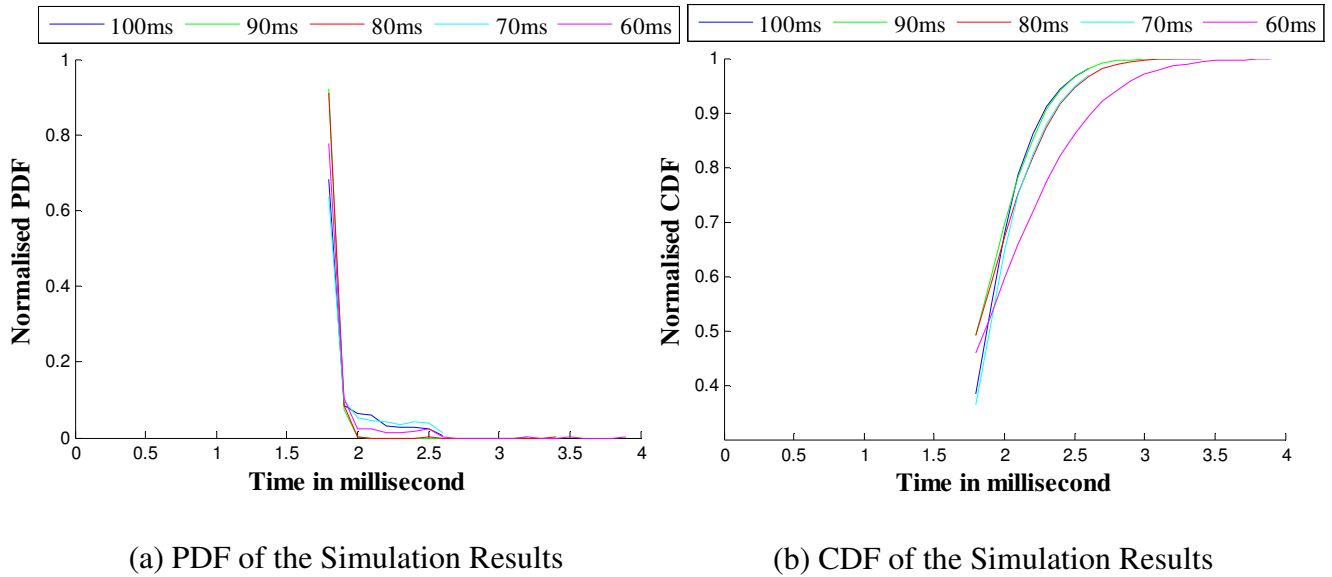 100ms 90ms 80ms 70ms 60ms
1
0.8
0.6
0.4
0.2
0
Normalised PDF
0 0.5 1 1.5 2 2.5 3 3.5 4
Time in millisecond
(a) PDF of the Simulation Results
100ms 90ms 80ms 70ms 60ms
1
0.9
0.8
0.7
0.6
0.5
0.4
Normalised CDF
0 0.5 1 1.5 2 2.5 3 3.5 4
Time in millisecond
(b) CDF of the Simulation Results